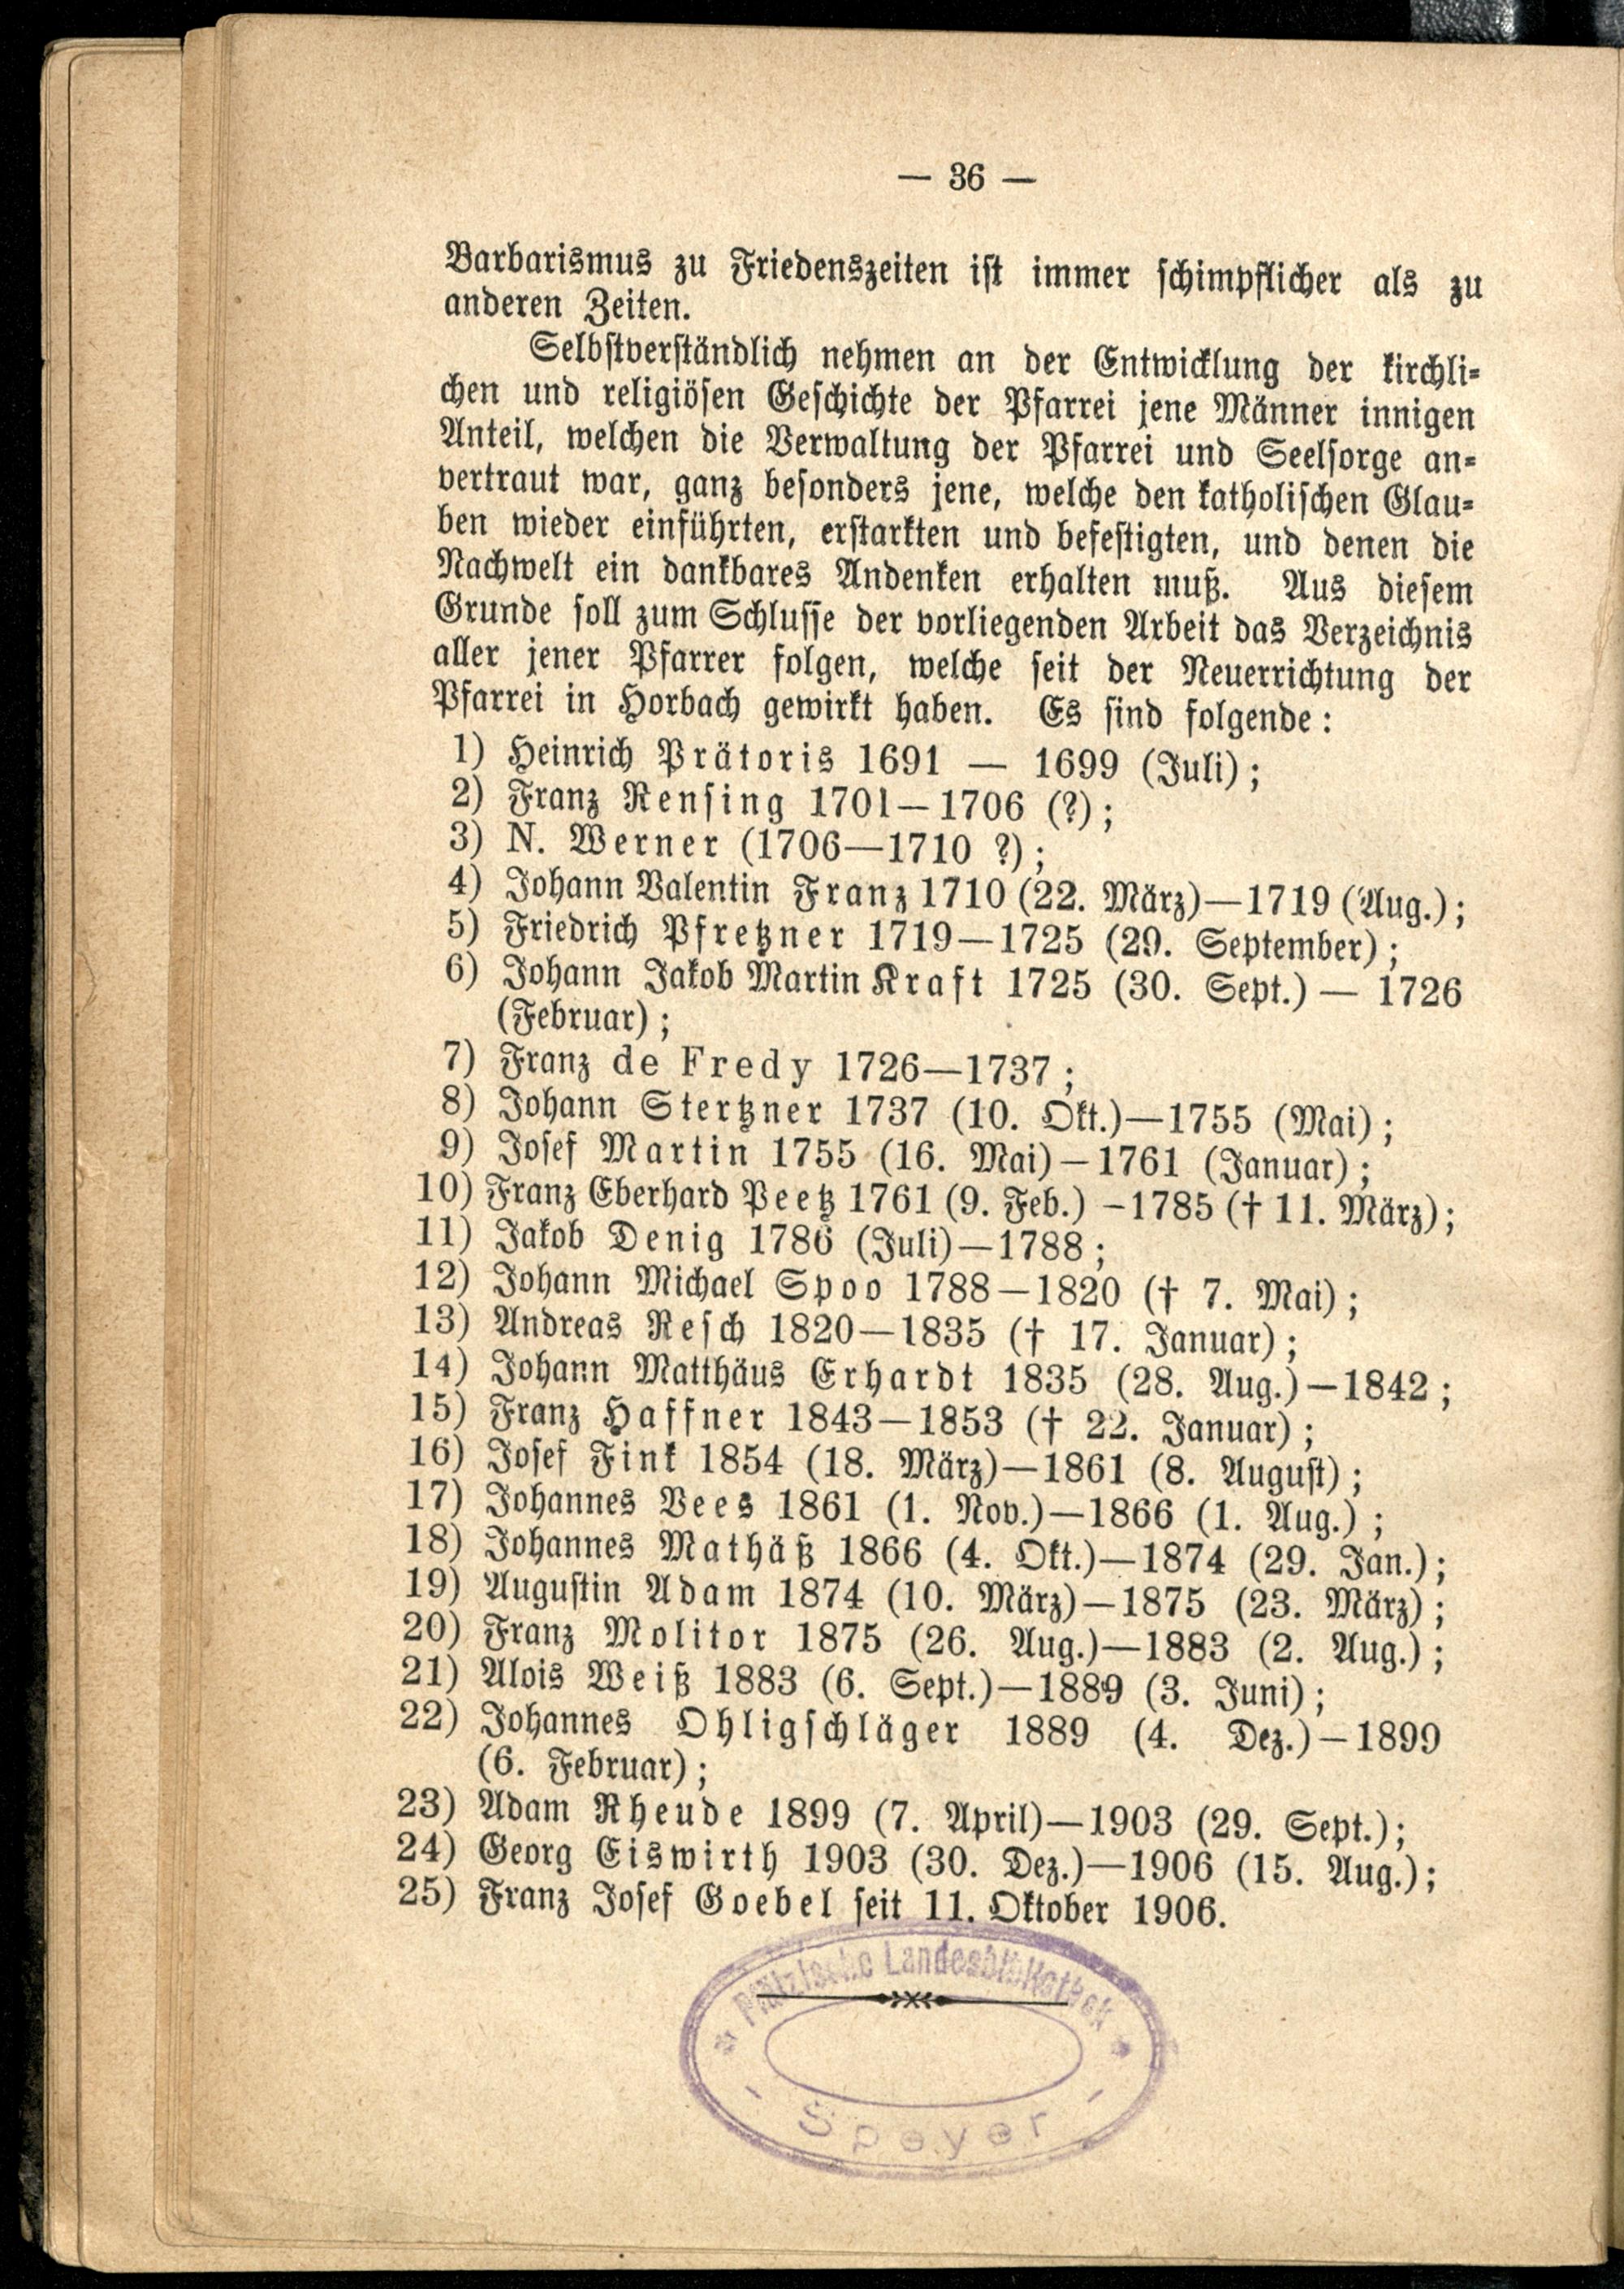 — 36 —
Barbarismus zu Friedenszeiten ist immer schimpflicher als zu
anderen Zeiten.
Selbstverständlich nehmen an der Entwicklung der kirchli-
chen und religiösen Geschichte der Pfarrei jene Männer innigen
Anteil, welchen die Verwaltung der Pfarrei und Seelsorge an-
vertraut war, ganz besonders jene, welche den katholischen Glau-
ben wieder einführten, erstarkten und befestigten, und denen die
Nachwelt ein dankbares Andenken erhalten muß. Aus diesem
Grunde soll zum Schlusse der vorliegenden Arbeit das Verzeichnis
aller jener Pfarrer folgen, welche seit der Neuerrichtung der
Pfarrei in Horbach gewirkt haben. Es sind folgende:
1) Heinrich Prätoris 1691 — 1699 (Juli);
2) Franz Rensing 1701—1706 (?);
3) N. Werner (1706—1710 ?);
4) Johann Valentin Franz 1710 (22. März)—1719 (Aug.);
5) Friedrich Pfretzner 1719—1725 (29. September);
6) Johann Jakob Martin Kraft 1725 (30. Sept.) — 1726
(Februar);
7) Franz de Fredy 1726—1737;
8) Johann Stertzner 1737 (10. Okt.)—1755 (Mai);
9) Josef Martin 1755 (16. Mai)—1761 (Januar);
10) Franz Eberhard Peetz 1761 (9. Feb.) –1785 († 11. März);
11) Jakob Denig 1786 (Juli)—1788;
12) Johann Michael Spoo 1788—1820 († 7. Mai);
13) Andreas Resch 1820—1835 († 17. Januar);
14) Johann Matthäus Erhardt 1835 (28. Aug.)—1842;
15) Franz Haffner 1843—1853 († 22. Januar);
16) Josef Fink 1854 (18. März)—1861 (8. August);
17) Johannes Vees 1861 (1. Nov.)—1866 (1. Aug.);
18) Johannes Mathäß 1866 (4. Okt.)—1874 (29. Jan.);
19) Augustin Adam 1874 (10. März)—1875 (23. März);
20) Franz Molitor 1875 (26. Aug.)—1883 (2. Aug.);
21) Alois Weiß 1883 (6. Sept.)—1889 (3. Juni);
22) Johannes Ohligschläger 1889 (4. Dez.)—1899
(6. Februar);
23) Adam Rheude 1899 (7. April)—1903 (29. Sept.);
24) Georg Eiswirth 1903 (30. Dez.)—1906 (15. Aug.);
25) Franz Josef Goebel seit 11. Oktober 1906.
Pfälzische Landesbibliothek
Speyer